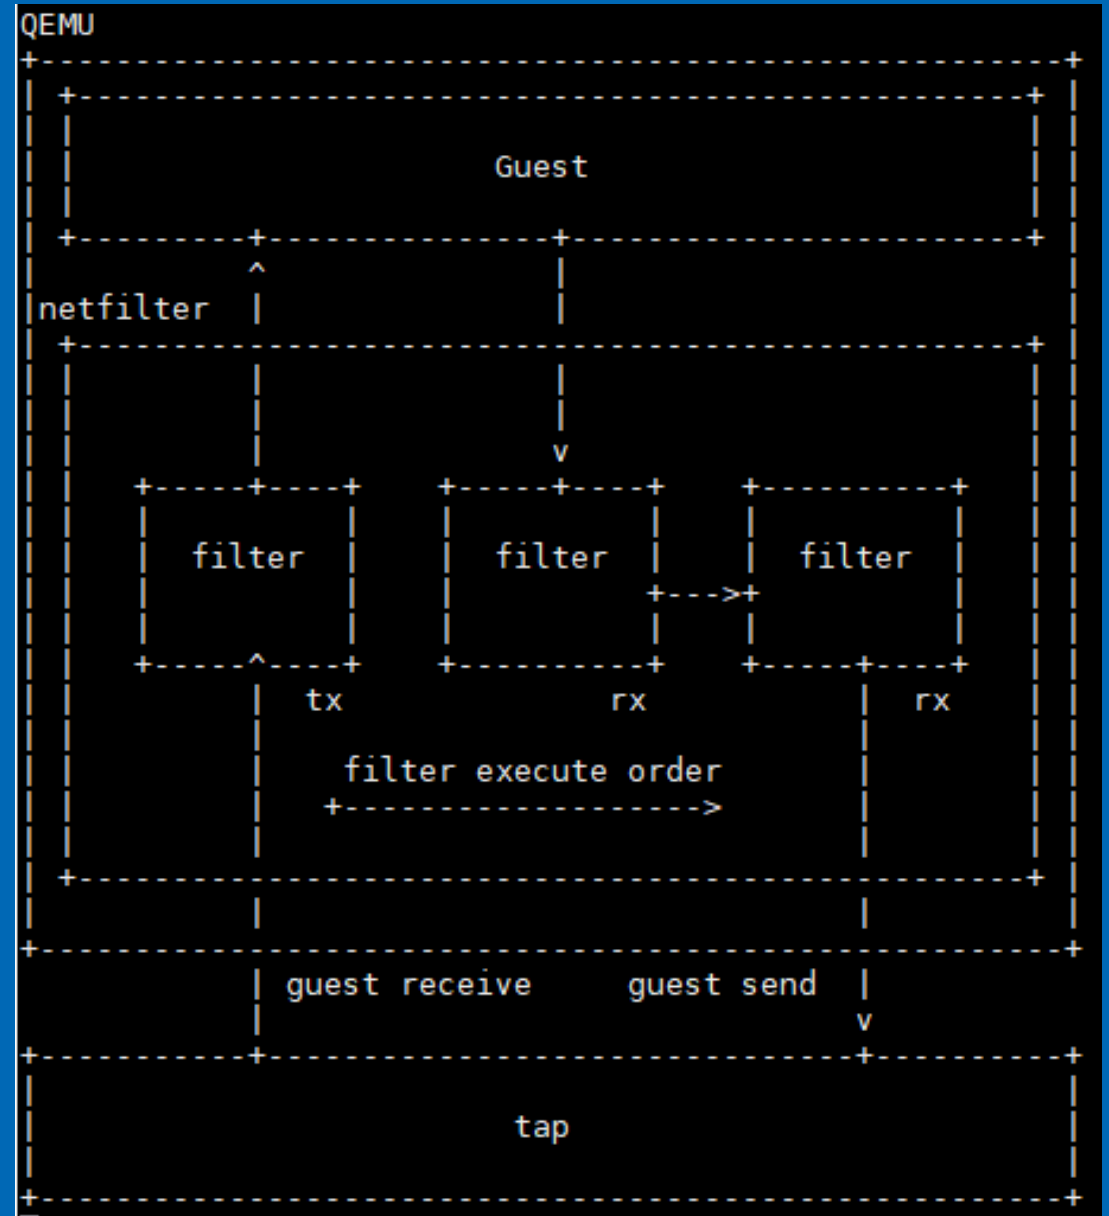 QEMU
Guest
netfilter
filter filter filter
tx rx rx
filter execute order
guest receive guest send
tap